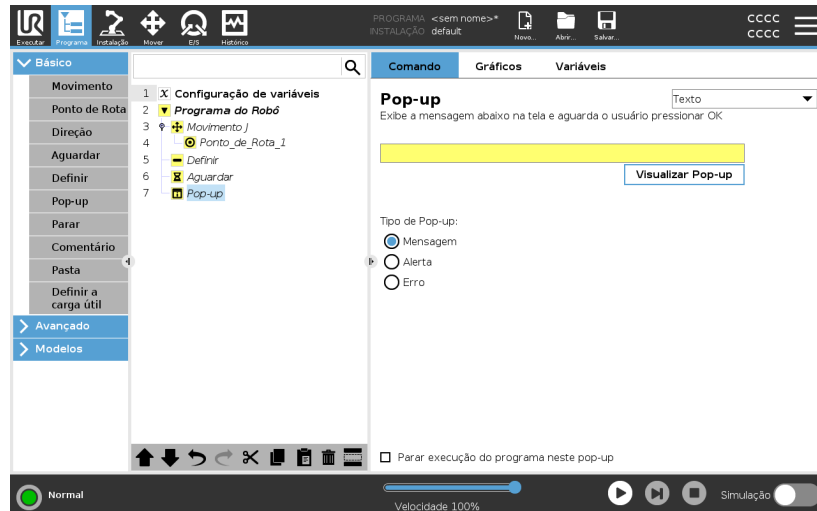 PROGRAMA <sem nome>*
INSTALAÇÃO default
UR
cccc
cccc
Executar Programa Instalação Mover E/S Histórico Novo... Abrir... Salvar...
Básico
Movimento
Ponto de Rota
Direção
Aguardar
Definir
Pop-up
Parar
Comentário
Pasta
Definir a
carga útil
Avançado
Modelos
1 X Configuração de variáveis
2 Programa do Robô
3 Movimento J
4 Ponto_de_Rota_1
5 Definir
6 Aguardar
7 Pop-up
Comando Gráficos Variáveis
Pop-up
Texto
Exibe a mensagem abaixo na tela e aguarda o usuário pressionar OK
Visualizar Pop-up
Tipo de Pop-up:
Mensagem
Alerta
Erro
Parar execução do programa neste pop-up
Normal
Velocidade 100%
Simulação